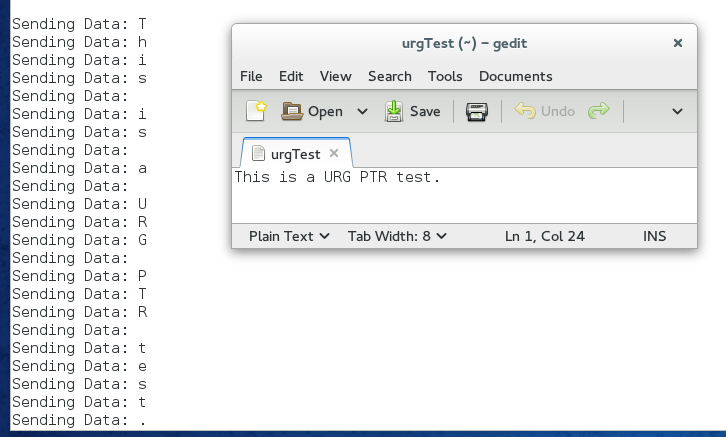 Sending Data: T
Sending Data: h
Sending Data: i
Sending Data: s
Sending Data:
Sending Data: i
Sending Data: s
Sending Data:
Sending Data: a
Sending Data:
Sending Data: U
Sending Data: R
Sending Data: G
Sending Data:
Sending Data: P
Sending Data: T
Sending Data: R
Sending Data:
Sending Data: t
Sending Data: e
Sending Data: s
Sending Data: t
Sending Data: .
urgTest (~) – gedit
File Edit View Search Tools Documents
Open Save Undo
urgTest
This is a URG PTR test.
Plain Text Tab Width: 8 Ln 1, Col 24 INS